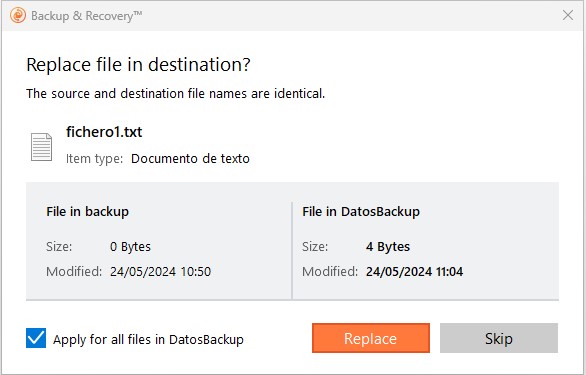 Backup & Recovery™
Replace file in destination?
The source and destination file names are identical.
fichero1.txt
Item type: Documento de texto
File in backup
Size: 0 Bytes
Modified: 24/05/2024 10:50
File in DatosBackup
Size: 4 Bytes
Modified: 24/05/2024 11:04
Apply for all files in DatosBackup
Replace
Skip